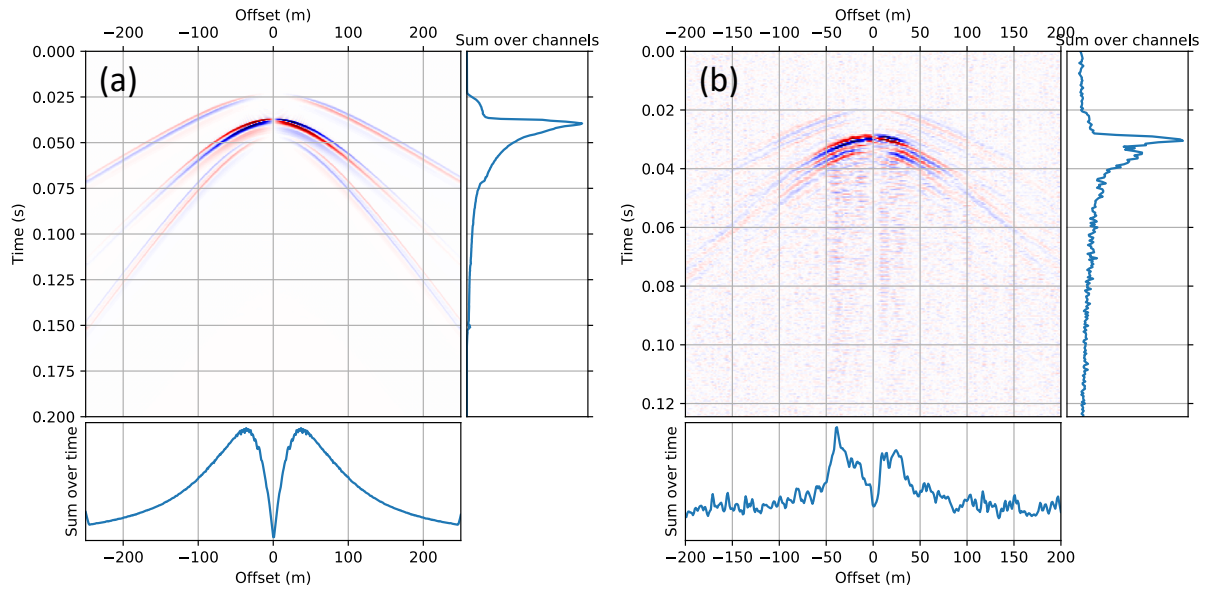 Offset (m)
−200 −100 0 100 200
Sum over channels
(a)
0.000
0.025
0.050
0.075
0.100
0.125
0.150
0.175
0.200
Time (s)
Sum over time
−200 −100 0 100 200
Offset (m)
Offset (m)
−200 −150 −100 −50 0 50 100 150 200
Sum over channels
(b)
0.00
0.02
0.04
0.06
0.08
0.10
0.12
Time (s)
Sum over time
−200 −150 −100 −50 0 50 100 150 200
Offset (m)